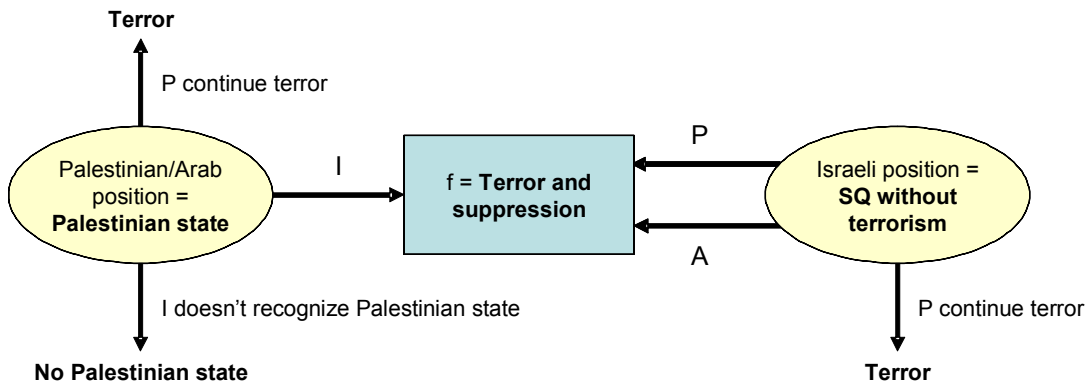 Terror
P continue terror
Palestinian/Arab
position =
Palestinian state
I
f = Terror and
suppression
P
A
Israeli position =
SQ without
terrorism
I doesn’t recognize Palestinian state
P continue terror
No Palestinian state
Terror